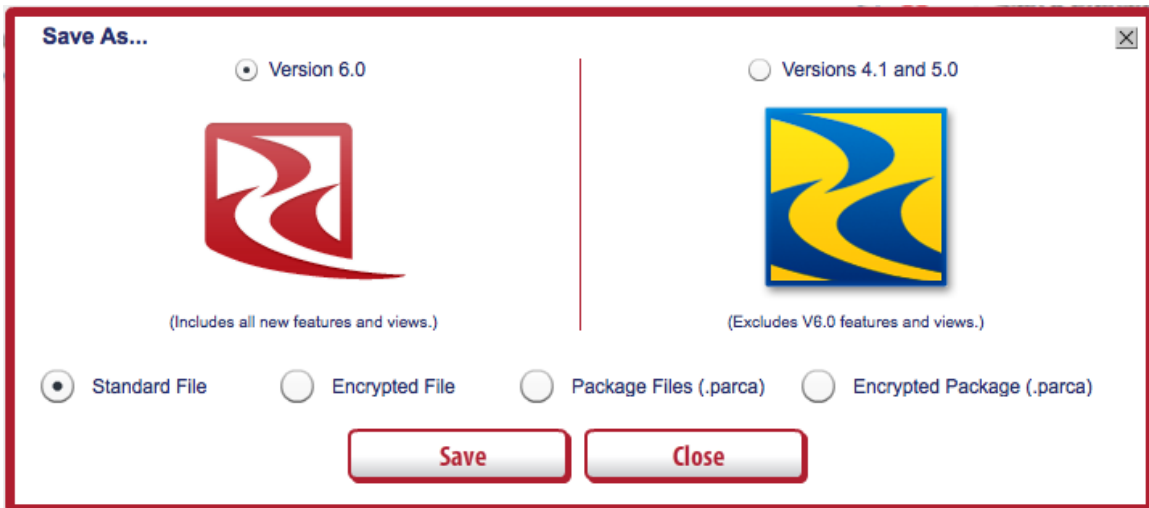 Save As...
Version 6.0
Versions 4.1 and 5.0
(Includes all new features and views.)
(Excludes V6.0 features and views.)
Standard File
Encrypted File
Package Files (.parca)
Encrypted Package (.parca)
Save
Close